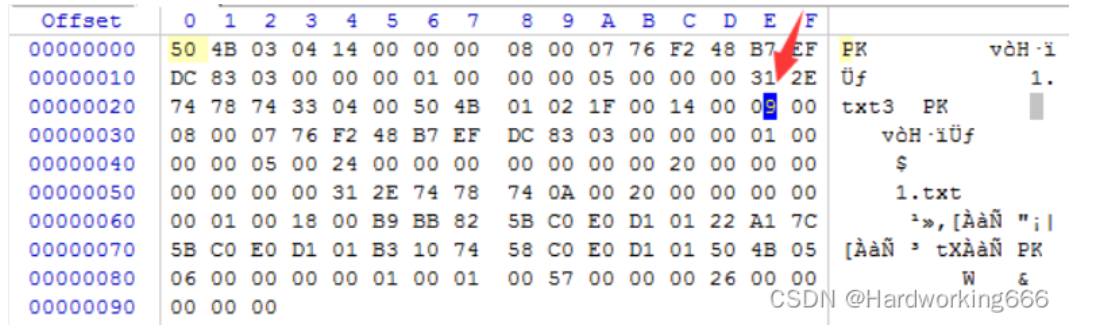 Offset 0 1 2 3 4 5 6 7 8 9 A B C D E F
00000000 50 4B 03 04 14 00 00 00 08 00 07 76 F2 48 B7 EF PK vòH·ï
00000010 DC 83 03 00 00 00 01 00 00 00 05 00 00 00 31 2E Üƒ 1.
00000020 74 78 74 33 04 00 50 4B 01 02 1F 00 14 00 09 00 txt3 PK
00000030 08 00 07 76 F2 48 B7 EF DC 83 03 00 00 00 01 00 vòH·ïÜƒ
00000040 00 00 05 00 24 00 00 00 00 00 00 00 20 00 00 00 $
00000050 00 00 00 00 31 2E 74 78 74 0A 00 20 00 00 00 00 1.txt
00000060 00 01 00 18 00 B9 BB 82 5B C0 E0 D1 01 22 A1 7C ¹»‚[ÀàÑ "¡|
00000070 5B C0 E0 D1 01 B3 10 74 58 C0 E0 D1 01 50 4B 05 [ÀàÑ ³ tXÀàÑ PK
00000080 06 00 00 00 00 01 00 01 00 57 00 00 00 26 00 00 W &
00000090 00 00 00
CSDN @Hardworking666